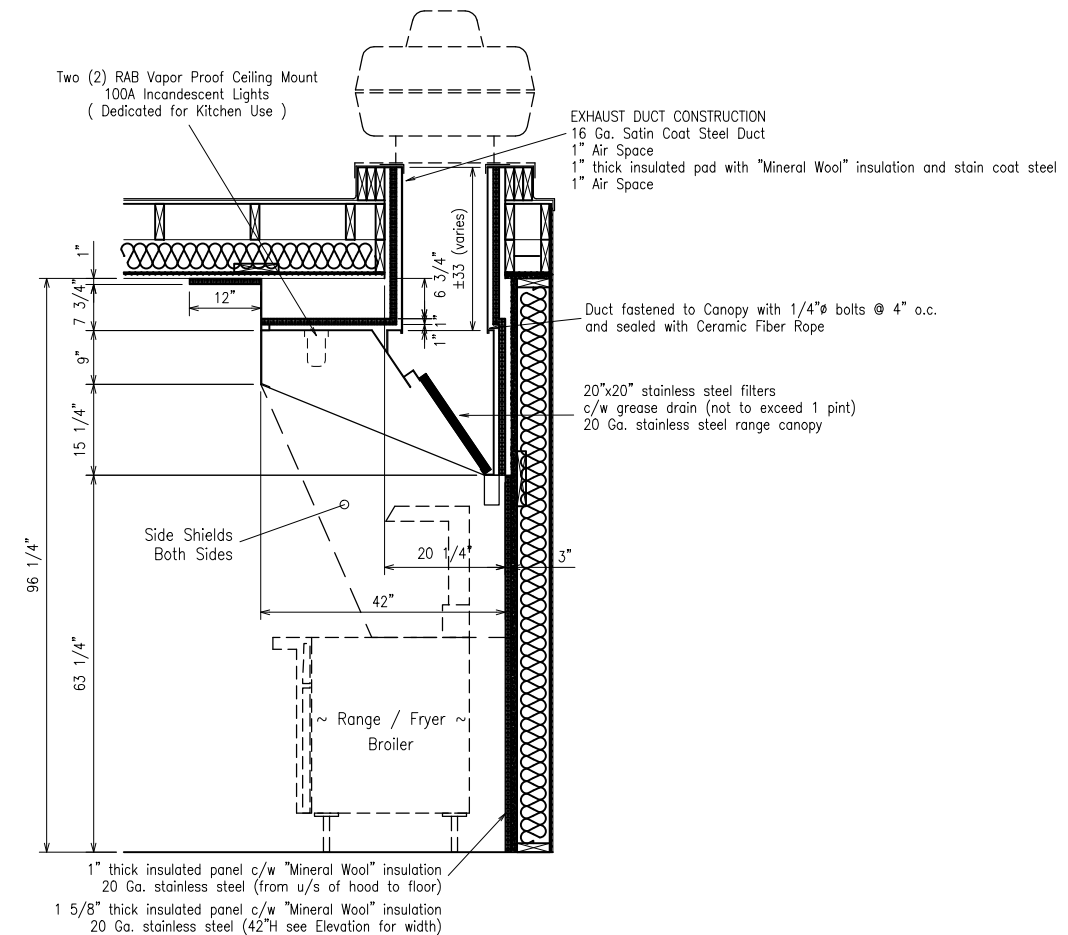 Two (2) RAB Vapor Proof Ceiling Mount
100A Incandescent Lights
( Dedicated for Kitchen Use )
EXHAUST DUCT CONSTRUCTION
16 Ga. Satin Coat Steel Duct
1" Air Space
1" thick insulated pad with "Mineral Wool" insulation and stain coat steel
1" Air Space
1"
7 3/4"
9"
15 1/4"
96 1/4"
63 1/4"
12"
6 3/4"
±33 (varies)
1"
1"
Duct fastened to Canopy with 1/4"ø bolts @ 4" o.c.
and sealed with Ceramic Fiber Rope
20"x20" stainless steel filters
c/w grease drain (not to exceed 1 pint)
20 Ga. stainless steel range canopy
Side Shields
Both Sides
20 1/4"
3"
42"
~ Range / Fryer ~
Broiler
1" thick insulated panel c/w "Mineral Wool" insulation
20 Ga. stainless steel (from u/s of hood to floor)
1 5/8" thick insulated panel c/w "Mineral Wool" insulation
20 Ga. stainless steel (42"H see Elevation for width)